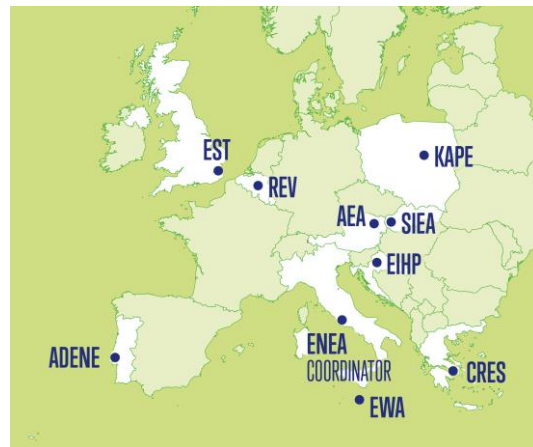 EST
KAPE
REV
AEA
SIEA
EIHP
ENEA
COORDINATOR
ADENE
CRES
EWA